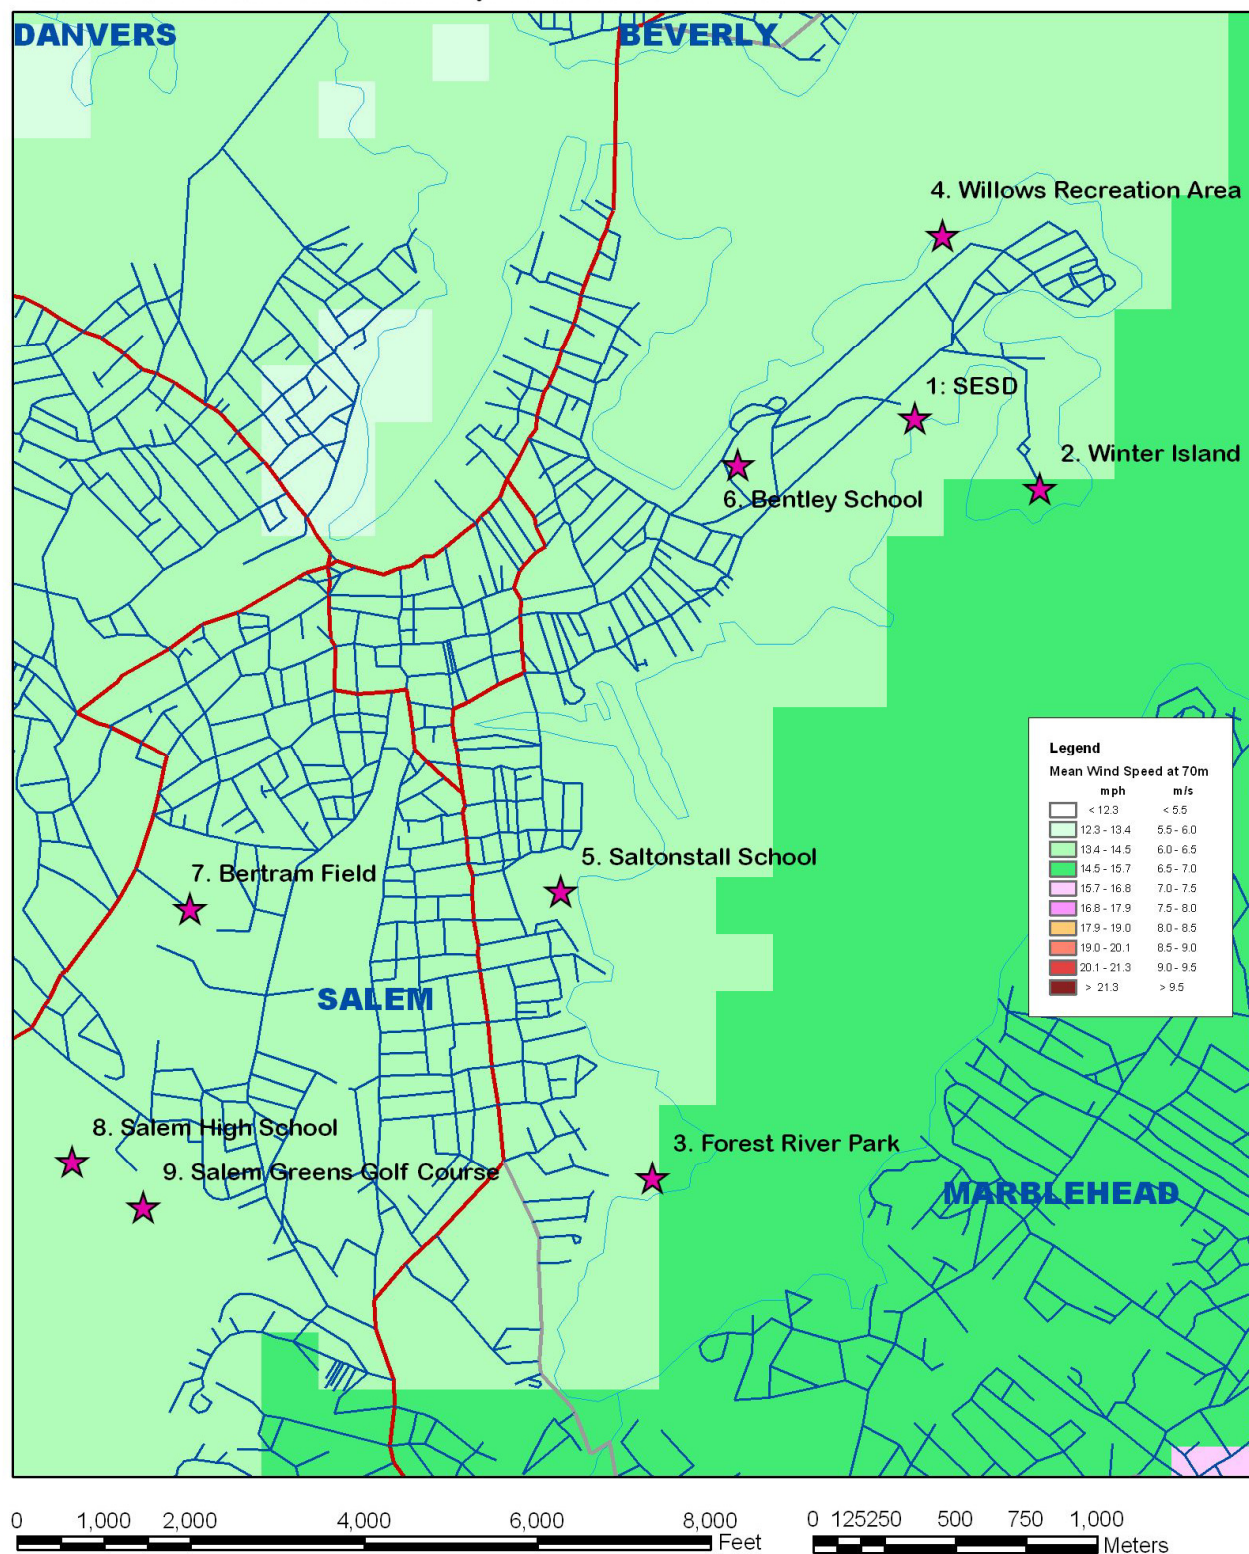 DANVERS
BEVERLY
4. Willows Recreation Area
1: SESD
2. Winter Island
6. Bentley School
Legend
Mean Wind Speed at 70m
mph m/s
< 12.3 < 5.5
12.3 - 13.4 5.5 - 6.0
13.4 - 14.5 6.0 - 6.5
14.5 - 15.7 6.5 - 7.0
15.7 - 16.8 7.0 - 7.5
16.8 - 17.9 7.5 - 8.0
17.9 - 19.0 8.0 - 8.5
19.0 - 20.1 8.5 - 9.0
20.1 - 21.3 9.0 - 9.5
> 21.3 > 9.5
5. Saltonstall School
7. Bertram Field
SALEM
8. Salem High School
3. Forest River Park
9. Salem Greens Golf Course
MARBLEHEAD
0 1,000 2,000 4,000 6,000 8,000
Feet
0 125250 500 750 1,000
Meters